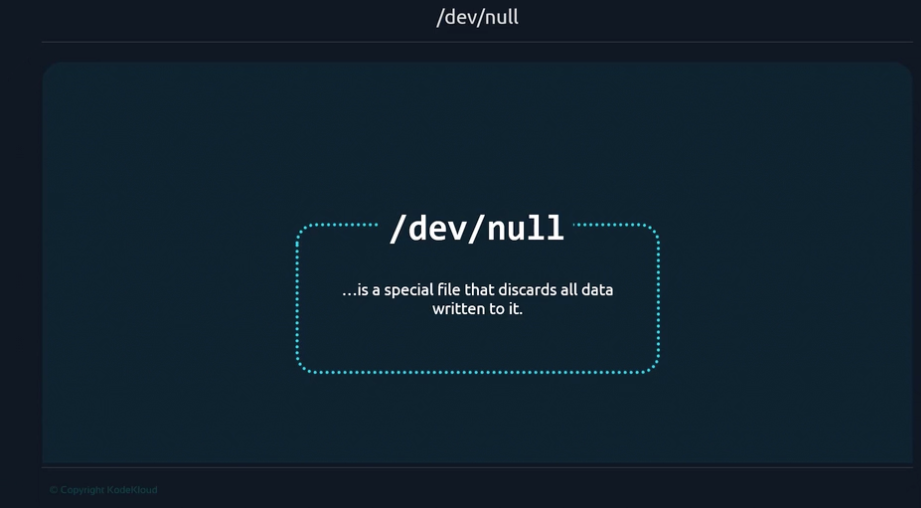 /dev/null
/dev/null
...is a special file that discards all data
written to it.
© Copyright KodeKloud